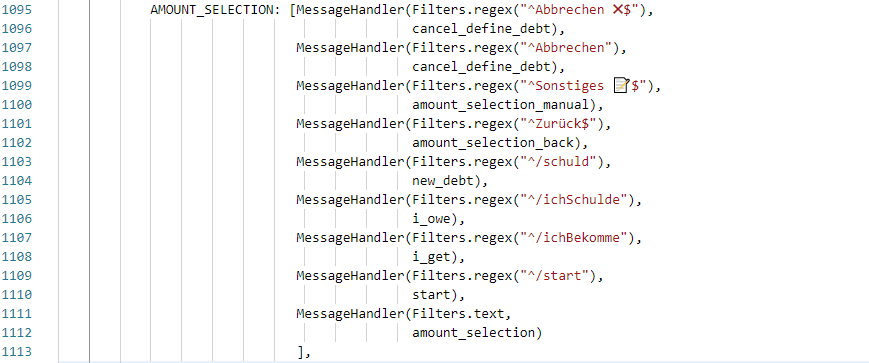 1095 AMOUNT_SELECTION: [MessageHandler(Filters.regex("^Abbrechen ❌$"),
1096 cancel_define_debt),
1097 MessageHandler(Filters.regex("^Abbrechen"),
1098 cancel_define_debt),
1099 MessageHandler(Filters.regex("^Sonstiges 📝$"),
1100 amount_selection_manual),
1101 MessageHandler(Filters.regex("^Zurück$"),
1102 amount_selection_back),
1103 MessageHandler(Filters.regex("^/schuld"),
1104 new_debt),
1105 MessageHandler(Filters.regex("^/ichSchulde"),
1106 i_owe),
1107 MessageHandler(Filters.regex("^/ichBekomme"),
1108 i_get),
1109 MessageHandler(Filters.regex("^/start"),
1110 start),
1111 MessageHandler(Filters.text,
1112 amount_selection)
1113 ],